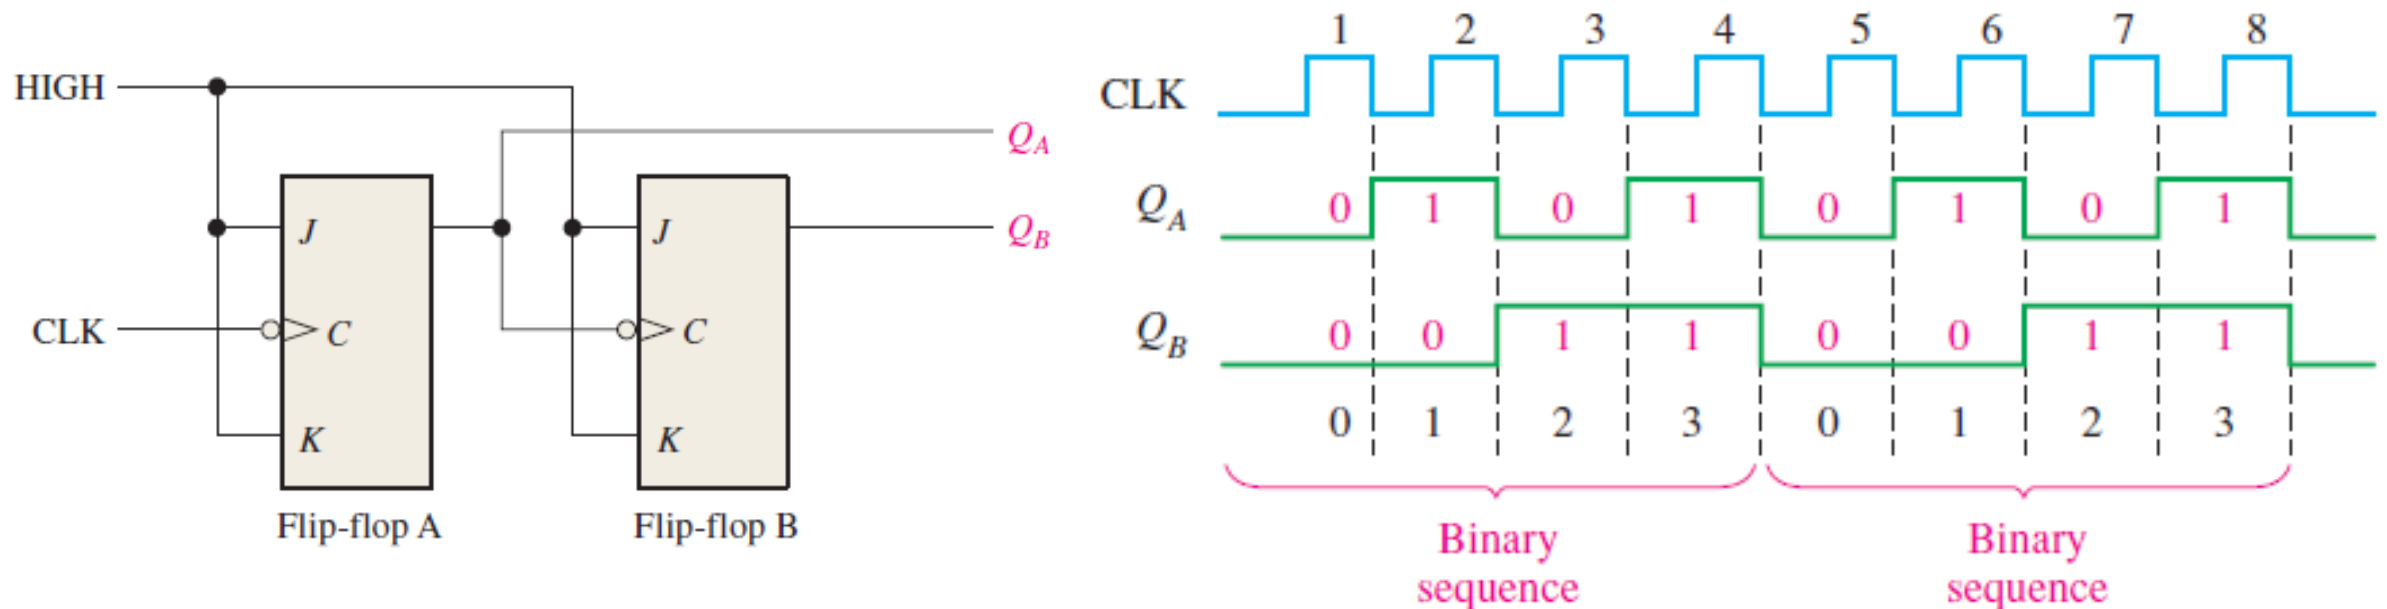 HIGH
Q_A
J
J
Q_B
CLK
C
C
K
K
Flip-flop A
Flip-flop B
1 2 3 4 5 6 7 8
CLK
Q_A 0 1 0 1 0 1 0 1
Q_B 0 0 1 1 0 0 1 1
0 1 2 3 0 1 2 3
Binary
sequence
Binary
sequence